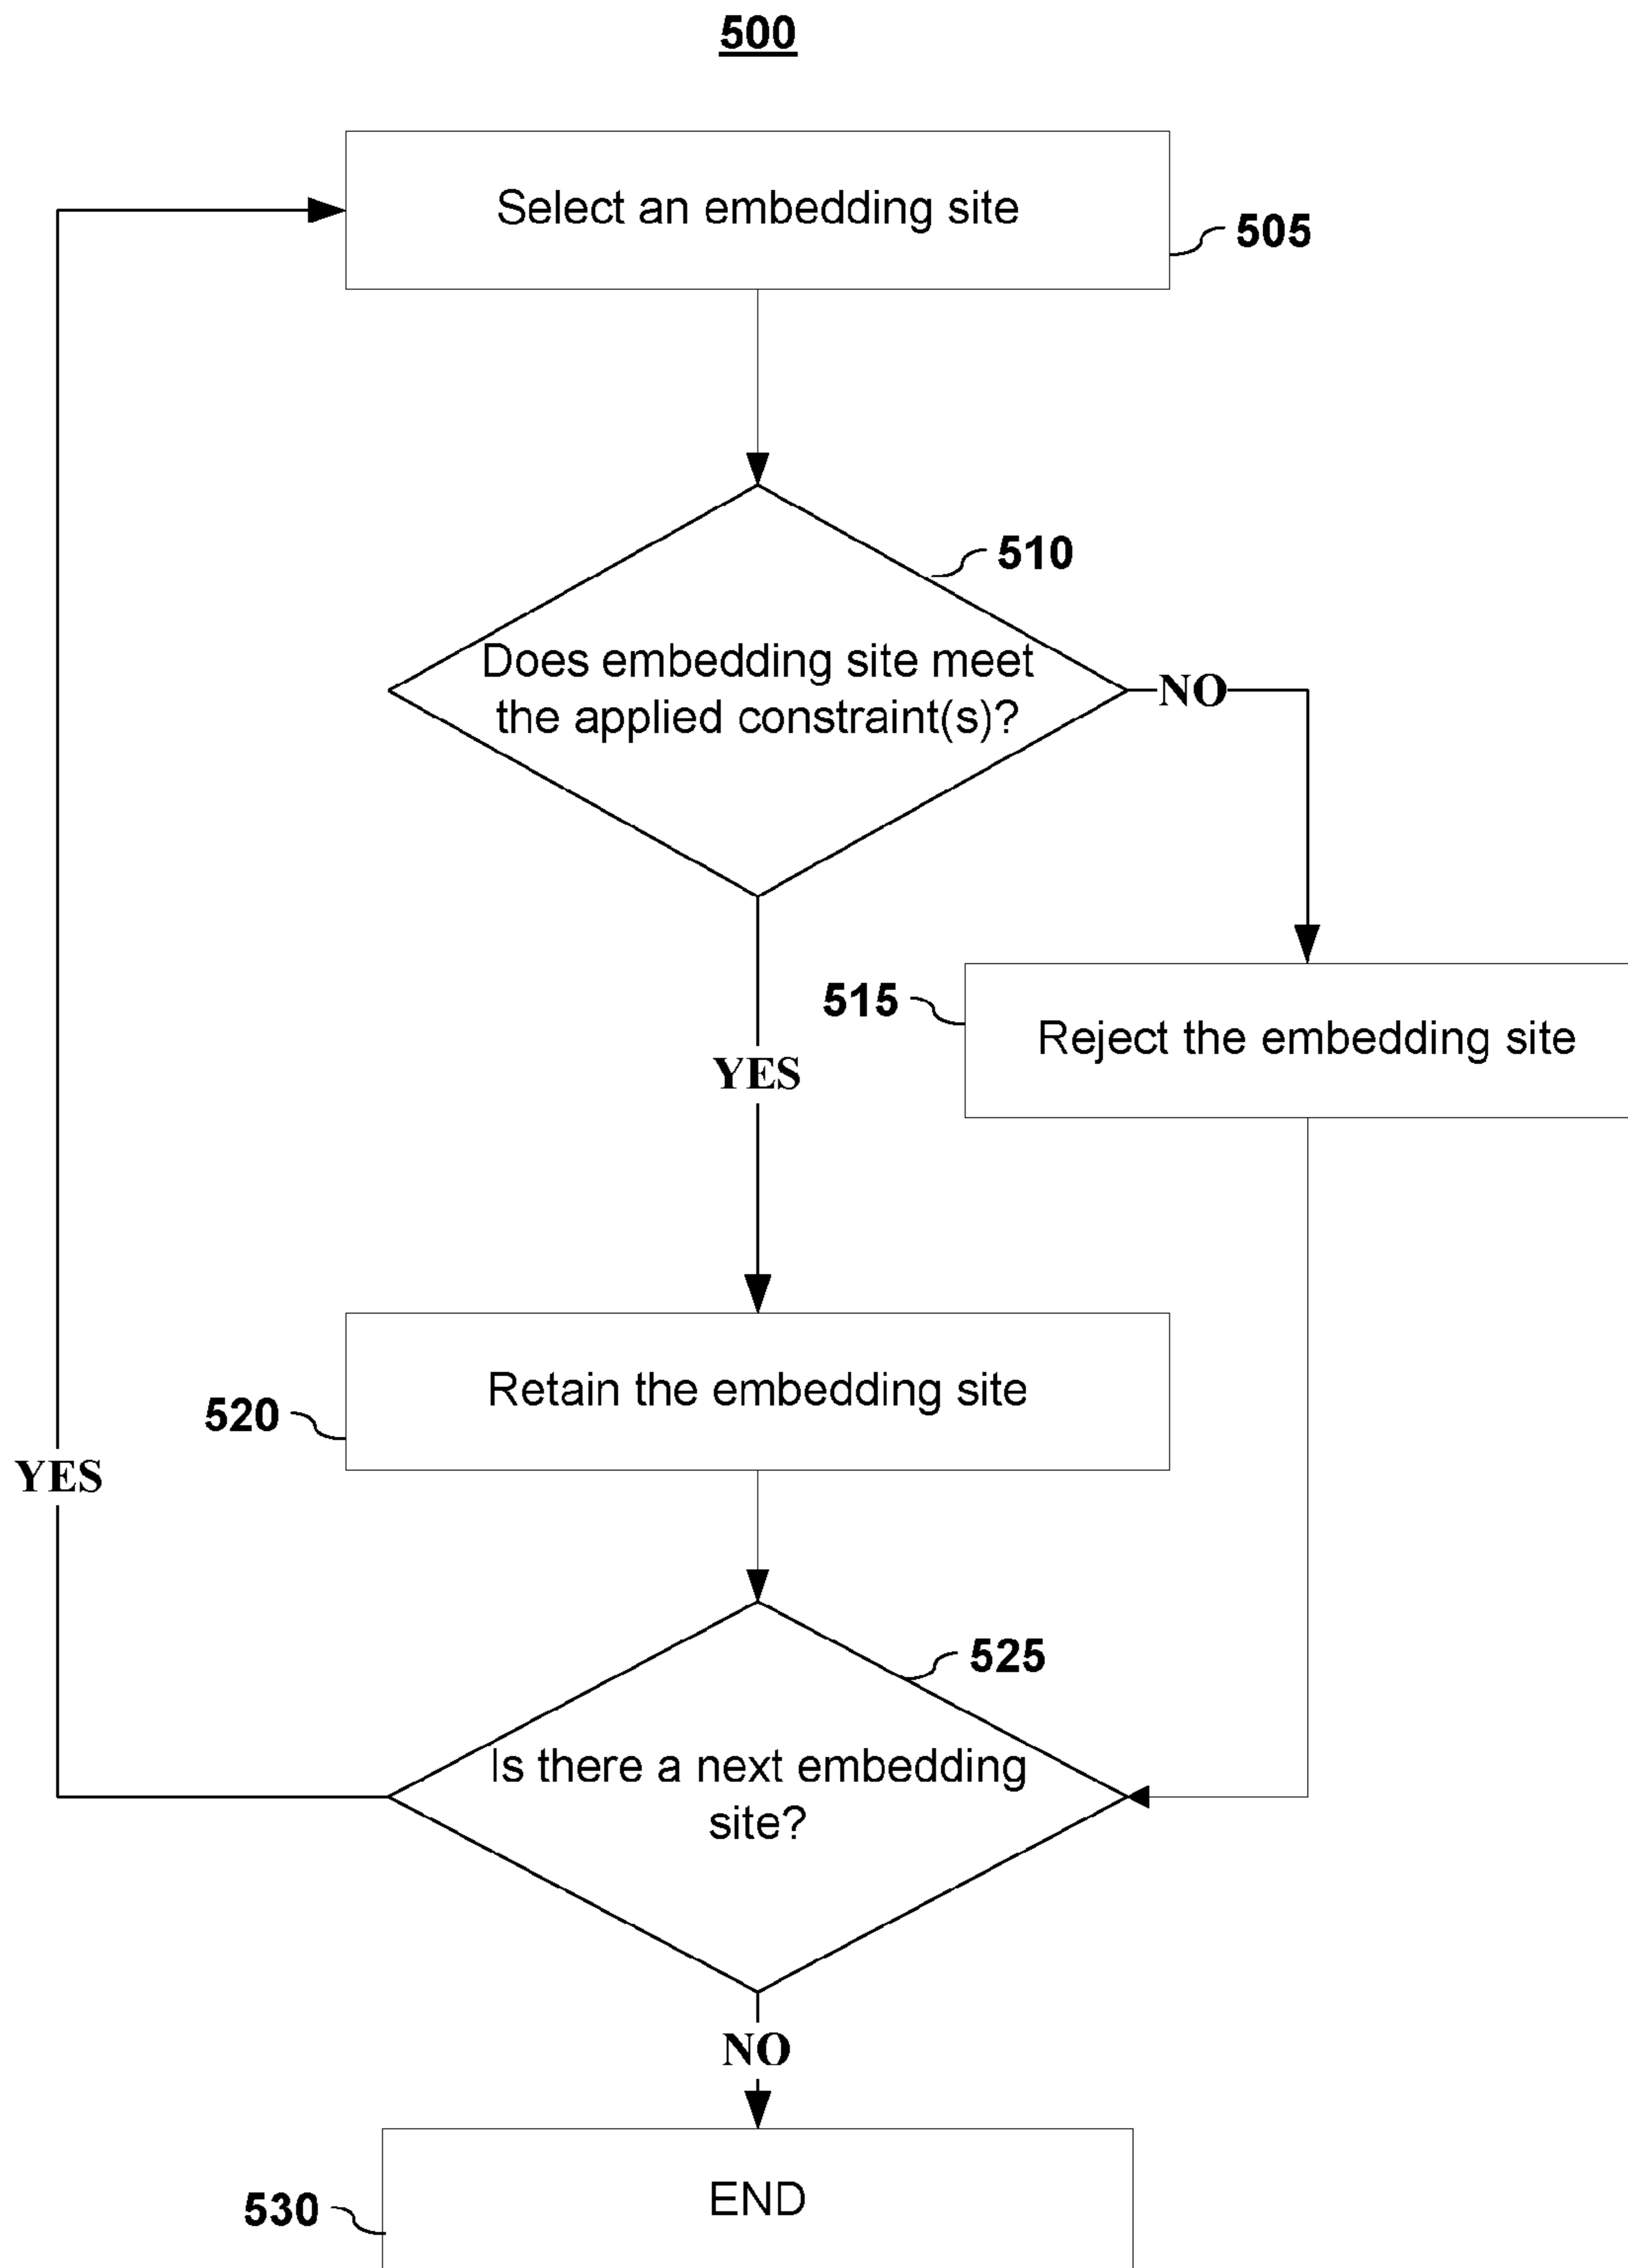 500
Select an embedding site
505
510
Does embedding site meet
the applied constraint(s)?
NO
515
Reject the embedding site
YES
Retain the embedding site
520
YES
525
Is there a next embedding
site?
NO
END
530